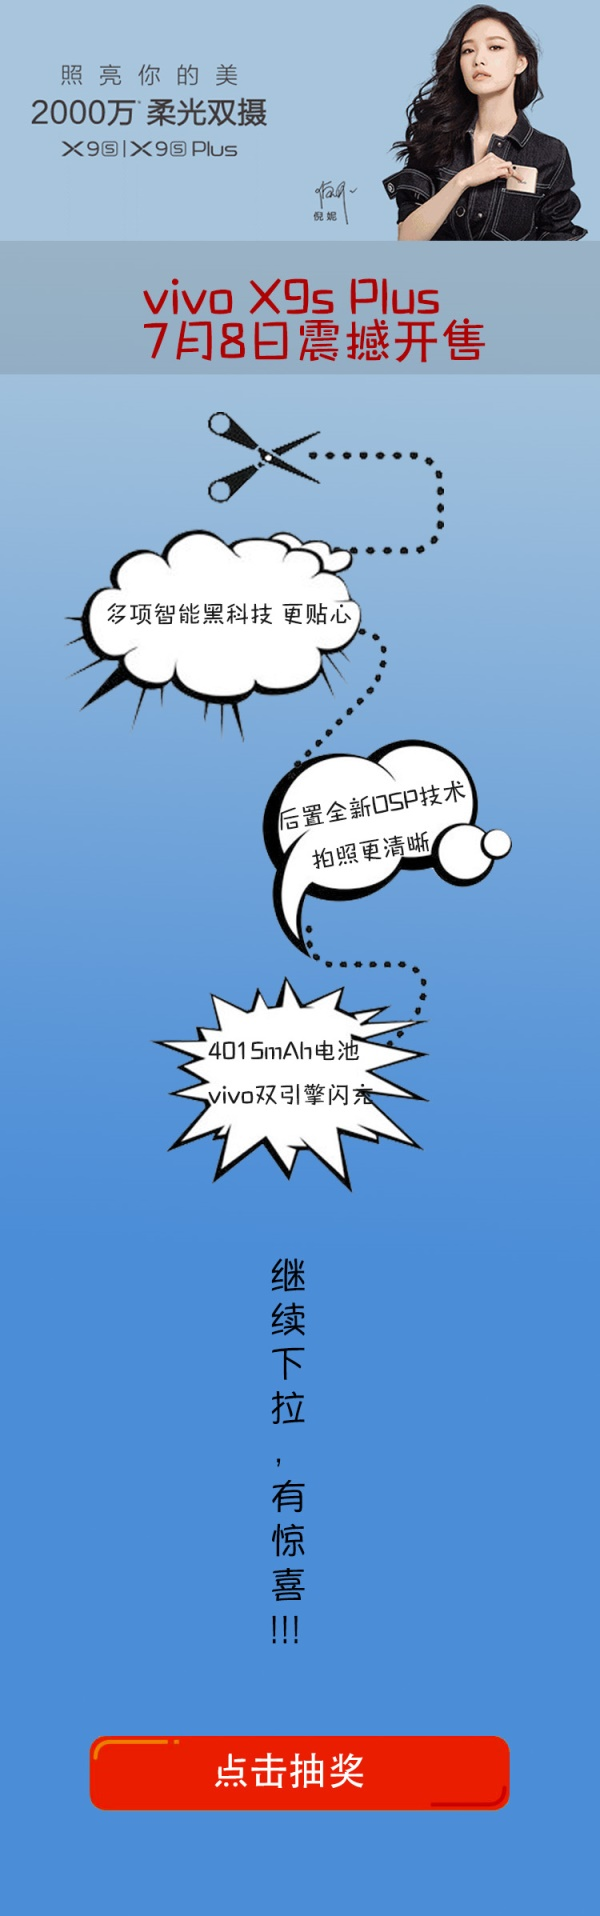 照亮你的美
2000万 柔光双摄
X9s|X9s Plus
倪妮
vivo X9s Plus
7月8日震撼开售
多项智能黑科技 更贴心
后置全新DSP技术
拍照更清晰
4015mAh电池
vivo双引擎闪充
继续下拉，有惊喜!!!
点击抽奖